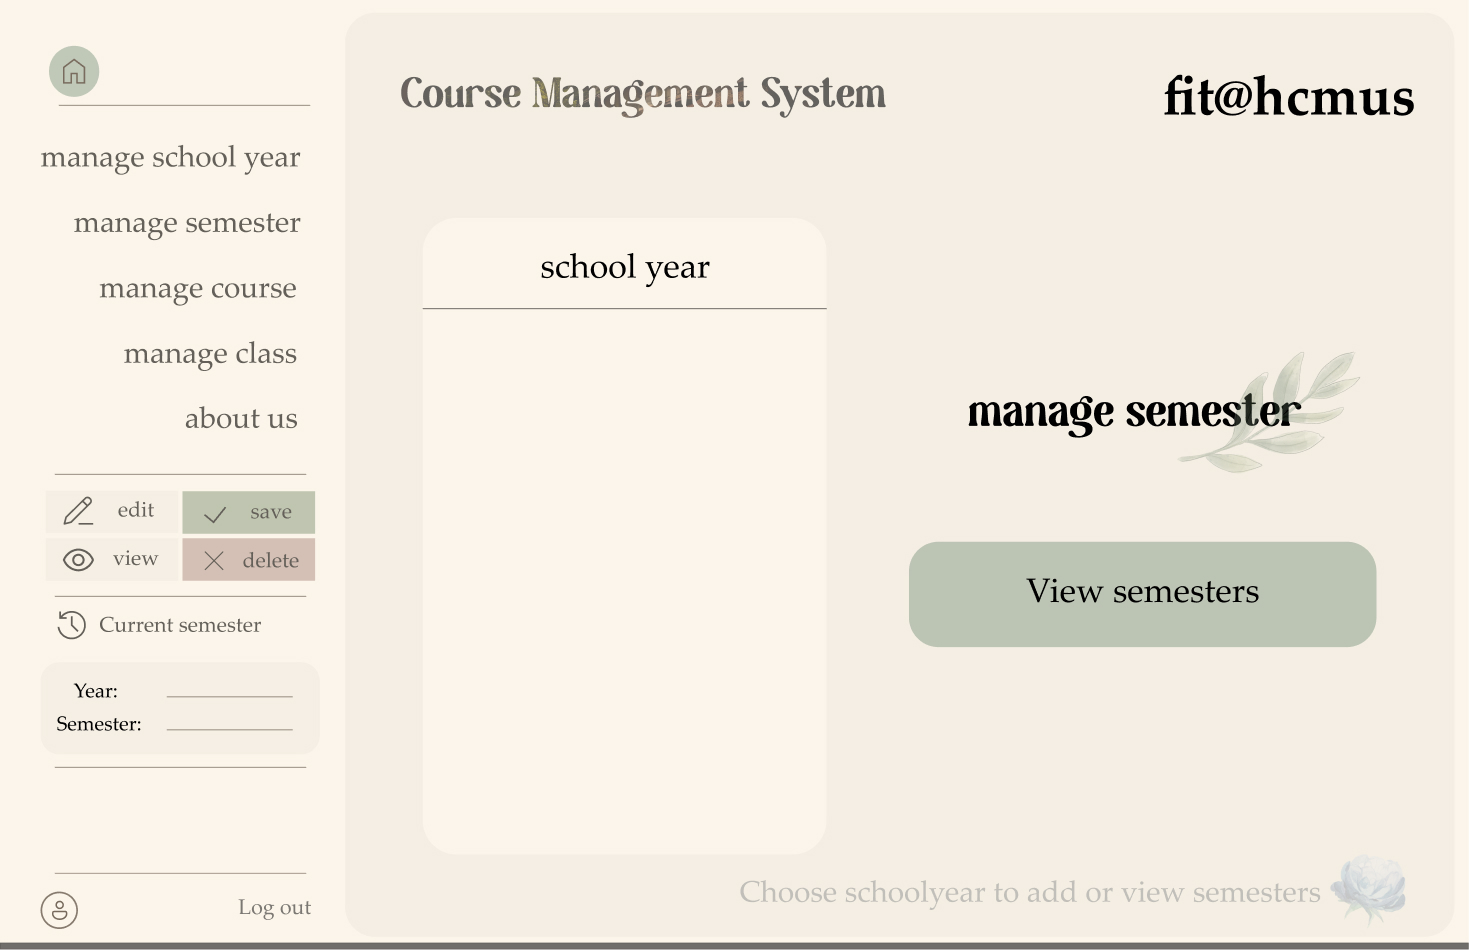 Course Management System
fit@hcmus
manage school year
manage semester
manage course
manage class
about us
edit
save
view
delete
Current semester
Year:
Semester:
Log out
school year
manage semester
View semesters
Choose schoolyear to add or view semesters